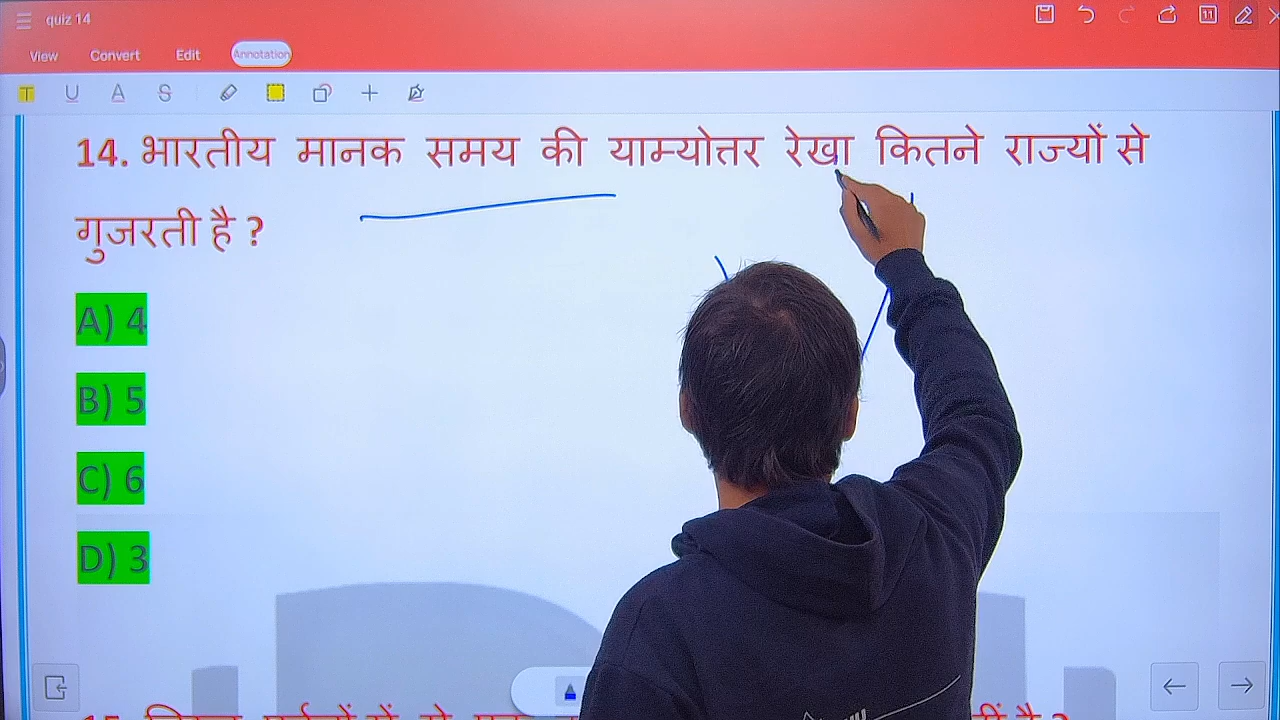 quiz 14
View Convert Edit Annotation
14. भारतीय मानक समय की याम्योत्तर रेखा कितने राज्यों से
गुजरती है ?
A) 4
B) 5
C) 6
D) 3